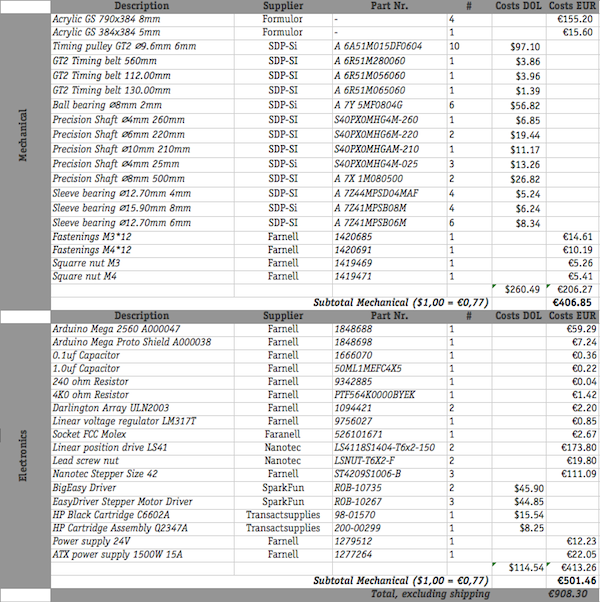 Description Supplier Part Nr. # Costs DOL Costs EUR
Mechanical
Acrylic GS 790x384 8mm Formulor - 4 €155.20
Acrylic GS 384x384 5mm Formulor - 1 €15.60
Timing pulley GT2 ø9.6mm 6mm SDP-Si A 6A51M015DF0604 10 $97.10
GT2 Timing belt 560mm SDP-SI A 6R51M280060 1 $3.86
GT2 Timing belt 112.00mm SDP-SI A 6R51M056060 1 $3.96
GT2 Timing belt 130.00mm SDP-SI A 6R51M065060 1 $1.39
Ball bearing ø8mm 2mm SDP-Si A 7Y 5MF0804G 6 $56.82
Precision Shaft ø4mm 260mm SDP-SI S40PX0MHG4M-260 1 $6.85
Precision Shaft ø6mm 220mm SDP-SI S40PX0MHG6M-220 2 $19.44
Precision Shaft ø10mm 210mm SDP-SI S40PX0MHGAM-210 1 $11.17
Precision Shaft ø4mm 25mm SDP-Si S40PX0MHG4M-025 3 $13.26
Precision Shaft ø8mm 500mm SDP-SI A 7X 1M080500 2 $26.82
Sleeve bearing ø12.70mm 4mm SDP-SI A 7Z44MPSD04MAF 4 $5.24
Sleeve bearing ø15.90mm 8mm SDP-Si A 7Z41MPSB08M 4 $6.24
Sleeve bearing ø12.70mm 6mm SDP-SI A 7Z41MPSB06M 6 $8.34
Fastenings M3*12 Farnell 1420685 1 €14.61
Fastenings M4*12 Farnell 1420691 1 €10.19
Squarre nut M3 Farnell 1419469 1 €5.26
Square nut M4 Farnell 1419471 1 €5.41
$260.49 €206.27
Subtotal Mechanical ($1,00 = €0,77) €406.85
Description Supplier Part Nr. # Costs DOL Costs EUR
Electronics
Arduino Mega 2560 A000047 Farnell 1848688 1 €59.29
Arduino Mega Proto Shield A000038 Farnell 1848698 1 €7.24
0.1uf Capacitor Farnell 1666070 1 €0.36
1.0uf Capacitor Farnell 50ML1MEFC4X5 1 €0.22
240 ohm Resistor Farnell 9342885 1 €0.04
4K0 ohm Resistor Farnell PTF564K0000BYEK 1 €1.42
Darlington Array ULN2003 Farnell 1094421 2 €2.20
Linear voltage regulator LM317T Farnell 9756027 1 €0.85
Socket FCC Molex Faranell 526101671 1 €2.67
Linear position drive LS41 Nanotec LS4118S1404-T6x2-150 2 €173.80
Lead screw nut Nanotec LSNUT-T6X2-F 2 €19.80
Nanotec Stepper Size 42 Farnell ST4209S1006-B 3 €111.09
BigEasy Driver SparkFun ROB-10735 2 $45.90
EasyDriver Stepper Motor Driver SparkFun ROB-10267 3 $44.85
HP Black Cartridge C6602A Transactsupplies 98-01570 1 $15.54
HP Cartridge Assembly Q2347A Transactsupplies 200-00299 1 $8.25
Power supply 24V Farnell 1279512 1 €12.23
ATX power supply 1500W 15A Farnell 1277264 1 €22.05
$114.54 €413.26
Subtotal Mechanical ($1,00 = €0,77) €501.46
Total, excluding shipping €908.30